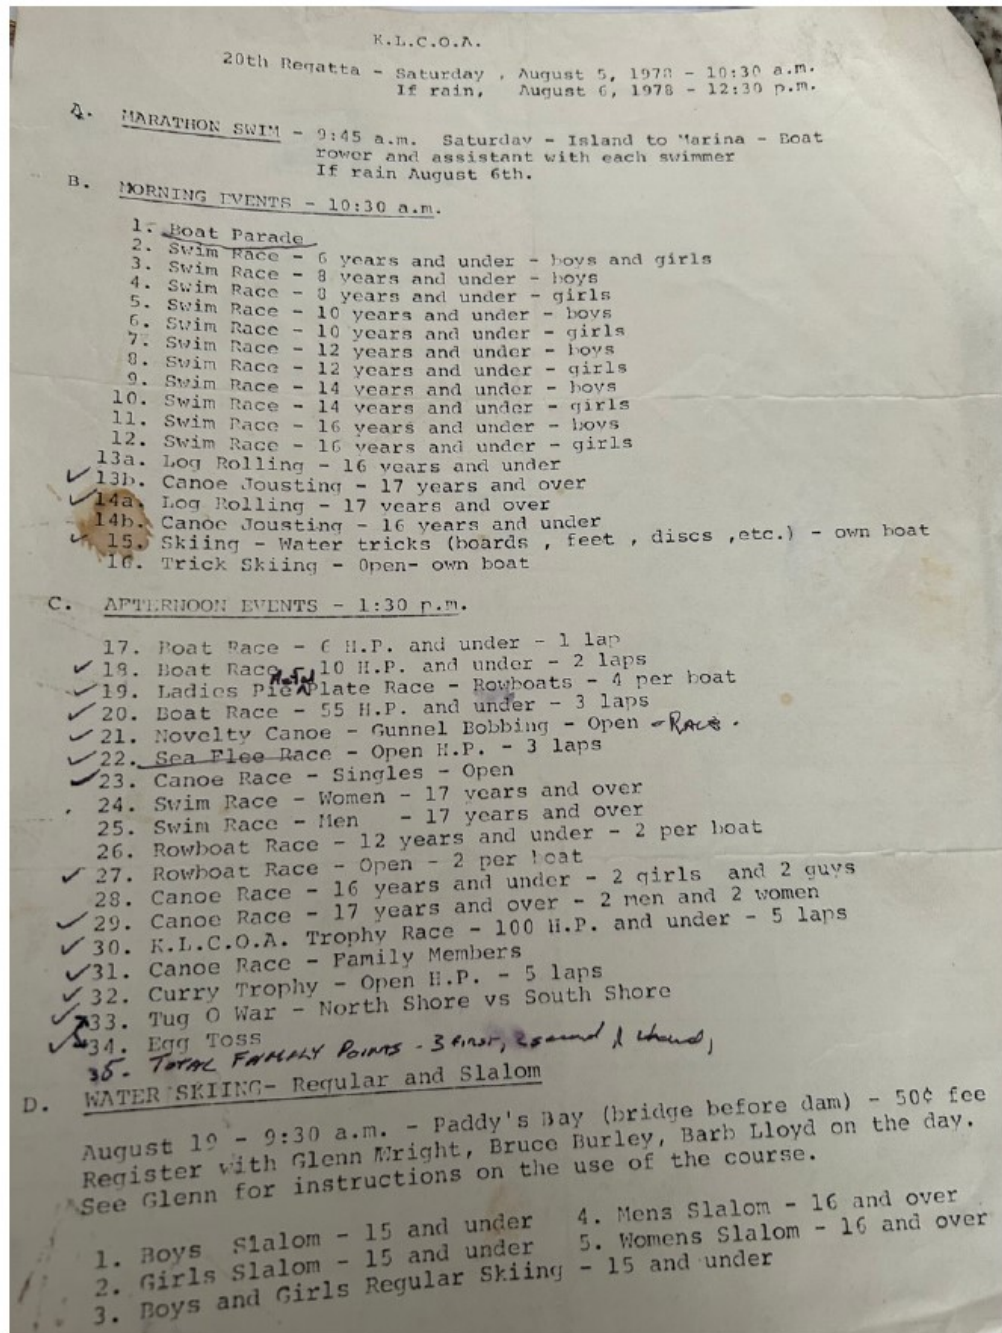 K.L.C.O.A.
20th Regatta - Saturday , August 5, 1978 - 10:30 a.m.
If rain, August 6, 1978 - 12:30 p.m.
A. MARATHON SWIM - 9:45 a.m. Saturday - Island to Marina - Boat
rower and assistant with each swimmer
If rain August 6th.
B. MORNING EVENTS - 10:30 a.m.
1. Boat Parade
2. Swim Race - 6 years and under - boys and girls
3. Swim Race - 8 years and under - boys
4. Swim Race - 8 years and under - girls
5. Swim Race - 10 years and under - boys
6. Swim Race - 10 years and under - girls
7. Swim Race - 12 years and under - boys
8. Swim Race - 12 years and under - girls
9. Swim Race - 14 years and under - boys
10. Swim Race - 14 years and under - girls
11. Swim Race - 16 years and under - boys
12. Swim Race - 16 years and under - girls
13a. Log Rolling - 16 years and under
✓ 13b. Canoe Jousting - 17 years and over
✓ 14a. Log Rolling - 17 years and over
14b. Canoe Jousting - 16 years and under
✓ 15. Skiing - Water tricks (boards , feet , discs ,etc.) - own boat
16. Trick Skiing - Open- own boat
C. AFTERNOON EVENTS - 1:30 p.m.
17. Boat Race - 6 H.P. and under - 1 lap
✓ 18. Boat Race - 10 H.P. and under - 2 laps
✓ 19. Ladies Pie Metal Plate Race - Rowboats - 4 per boat
✓ 20. Boat Race - 55 H.P. and under - 3 laps
✓ 21. Novelty Canoe - Gunnel Bobbing - Open - RACE.
✓ 22. Sea Flee Race - Open H.P. - 3 laps
✓ 23. Canoe Race - Singles - Open
24. Swim Race - Women - 17 years and over
25. Swim Race - Men - 17 years and over
26. Rowboat Race - 12 years and under - 2 per boat
✓ 27. Rowboat Race - Open - 2 per boat
28. Canoe Race - 16 years and under - 2 girls and 2 guys
✓ 29. Canoe Race - 17 years and over - 2 men and 2 women
✓ 30. K.L.C.O.A. Trophy Race - 100 H.P. and under - 5 laps
✓ 31. Canoe Race - Family Members
✓ 32. Curry Trophy - Open H.P. - 5 laps
✓ 33. Tug O War - North Shore vs South Shore
✓ 34. Egg Toss
35. TOTAL FAMILY POINTS - 3 first, 2 second 1
D. WATER SKIING- Regular and Slalom
August 19 - 9:30 a.m. - Paddy's Bay (bridge before dam) - 50¢ fee
Register with Glenn Wright, Bruce Burley, Barb Lloyd on the day.
See Glenn for instructions on the use of the course.
1. Boys Slalom - 15 and under
2. Girls Slalom - 15 and under
3. Boys and Girls Regular Skiing - 15 and under
4. Mens Slalom - 16 and over
5. Womens Slalom - 16 and over